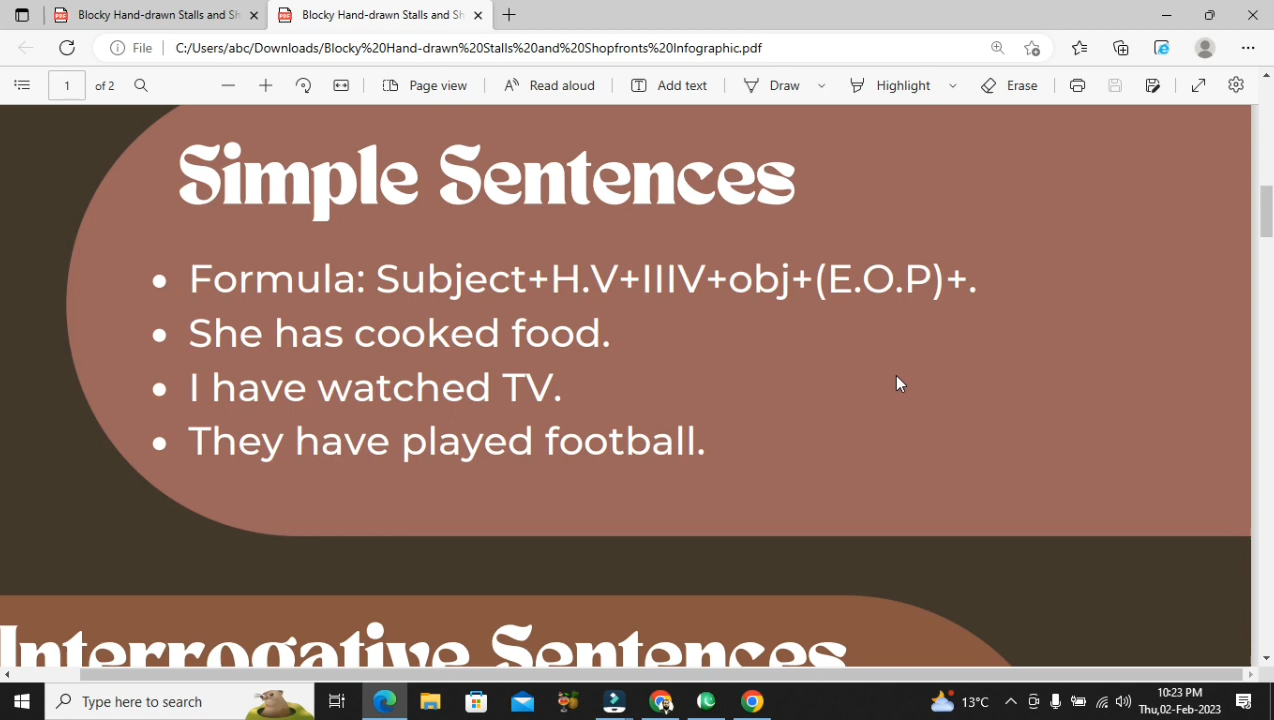 Blocky Hand-drawn Stalls and Sh
Blocky Hand-drawn Stalls and Sh
File
C:/Users/abc/Downloads/Blocky%20Hand-drawn%20Stalls%20and%20Shopfronts%20Infographic.pdf
1 of 2
Page view
Read aloud
Add text
Draw
Highlight
Erase
Simple Sentences
• Formula: Subject+H.V+IIIV+obj+(E.O.P)+.
• She has cooked food.
• I have watched TV.
• They have played football.
Interrogative Sentences
Type here to search
13°C
10:23 PM
Thu,02-Feb-2023